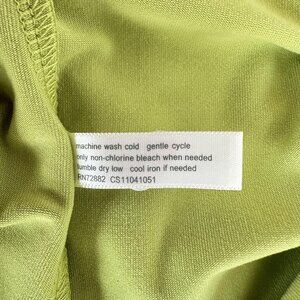 machine wash cold gentle cycle
only non-chlorine bleach when needed
tumble dry low cool iron if needed
RN72882 CS11041051